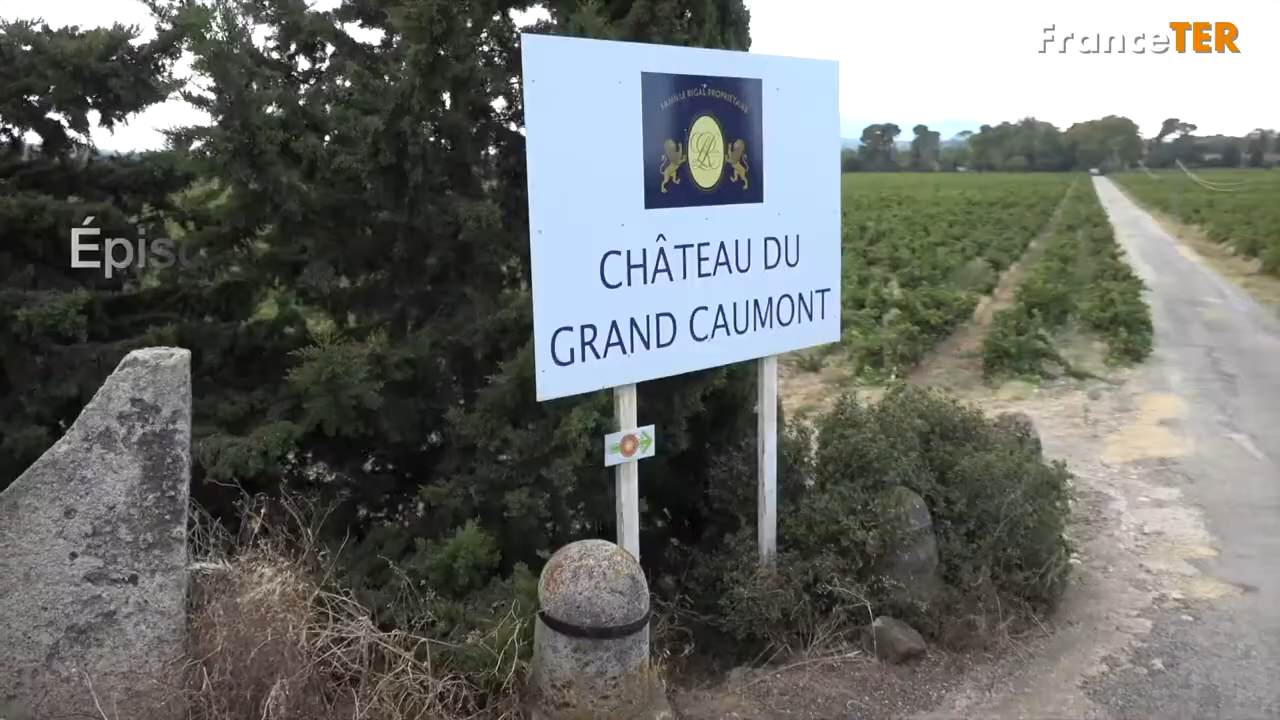 FranceTER
FAMILLE RIGAL PROPRIÉTAIRE
CHÂTEAU DU
GRAND CAUMONT